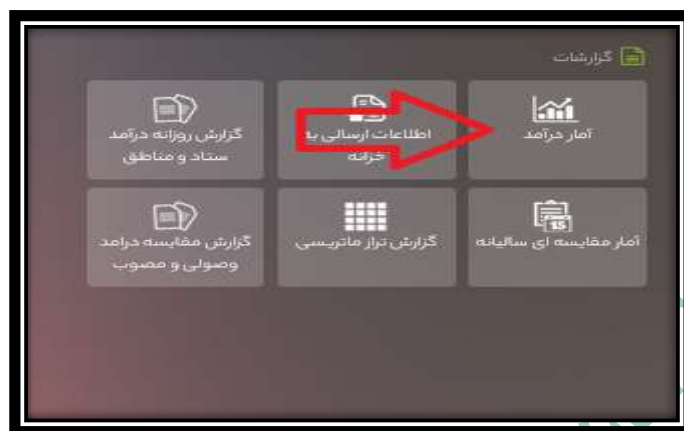 گزارشات
آمار درآمد
اطلاعات ارسالی به
خزانه
گزارش روزانه درآمد
ستاد و مناطق
آمار مقایسه ای سالیانه
گزارش تراز ماتریسی
گزارش مقایسه درامد
وصولی و مصوب